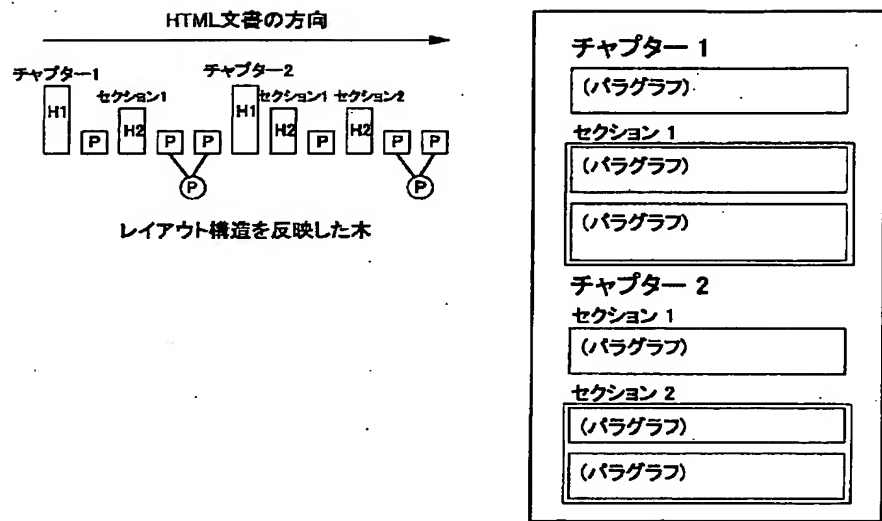 HTML文書の方向
チャプター1
チャプター2
セクション1
セクション1 セクション2
H1
P
H2
P
P
H1
H2
P
H2
P
P
P
P
レイアウト構造を反映した木
チャプター 1
(パラグラフ)
セクション 1
(パラグラフ)
(パラグラフ)
チャプター 2
セクション 1
(パラグラフ)
セクション 2
(パラグラフ)
(パラグラフ)